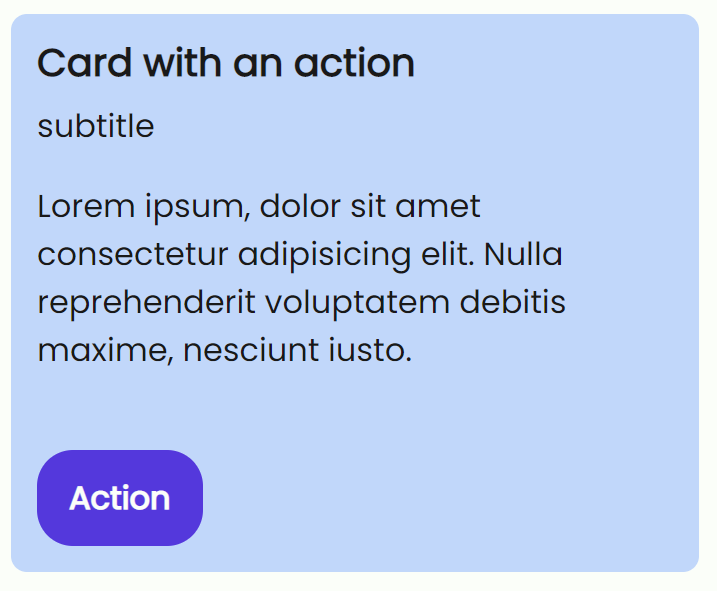 Card with an action
subtitle
Lorem ipsum, dolor sit amet
consectetur adipisicing elit. Nulla
reprehenderit voluptatem debitis
maxime, nesciunt iusto.
Action